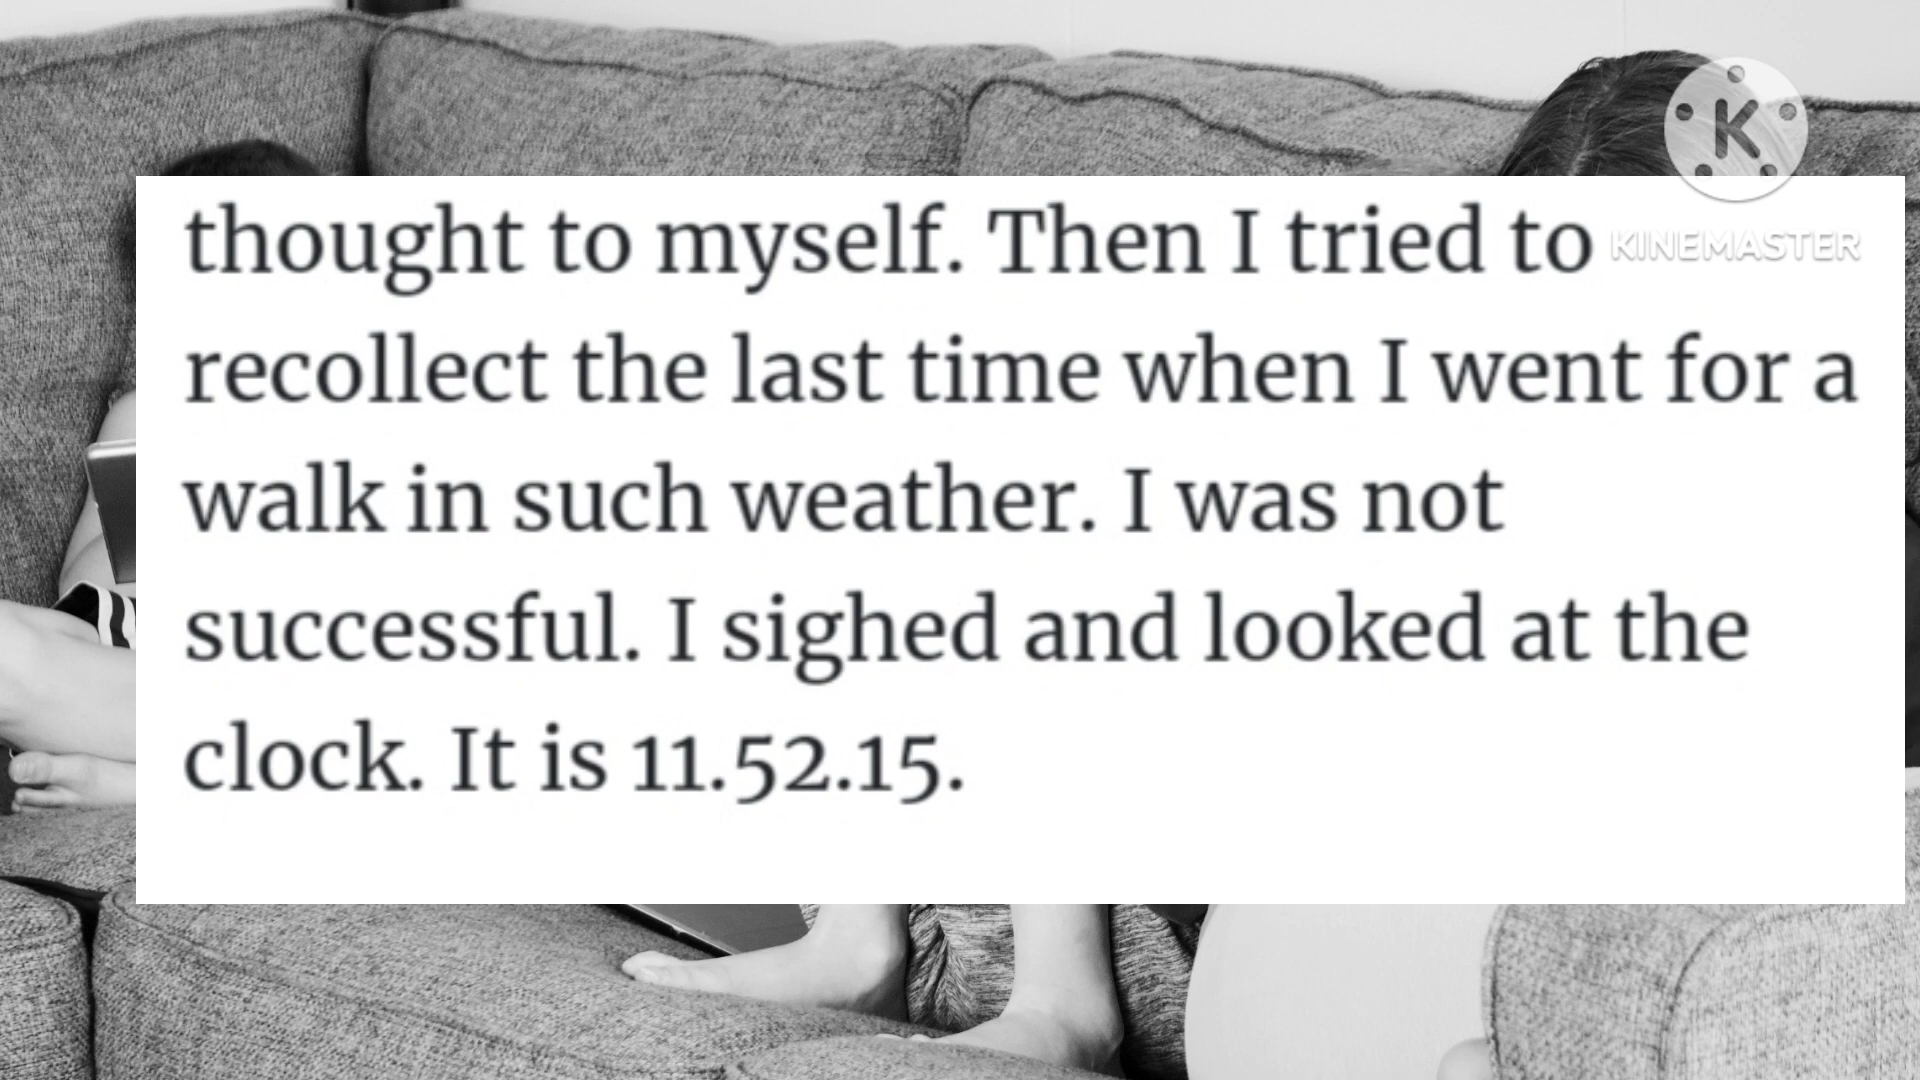 K
KINEMASTER
thought to myself. Then I tried to
recollect the last time when I went for a
walk in such weather. I was not
successful. I sighed and looked at the
clock. It is 11.52.15.